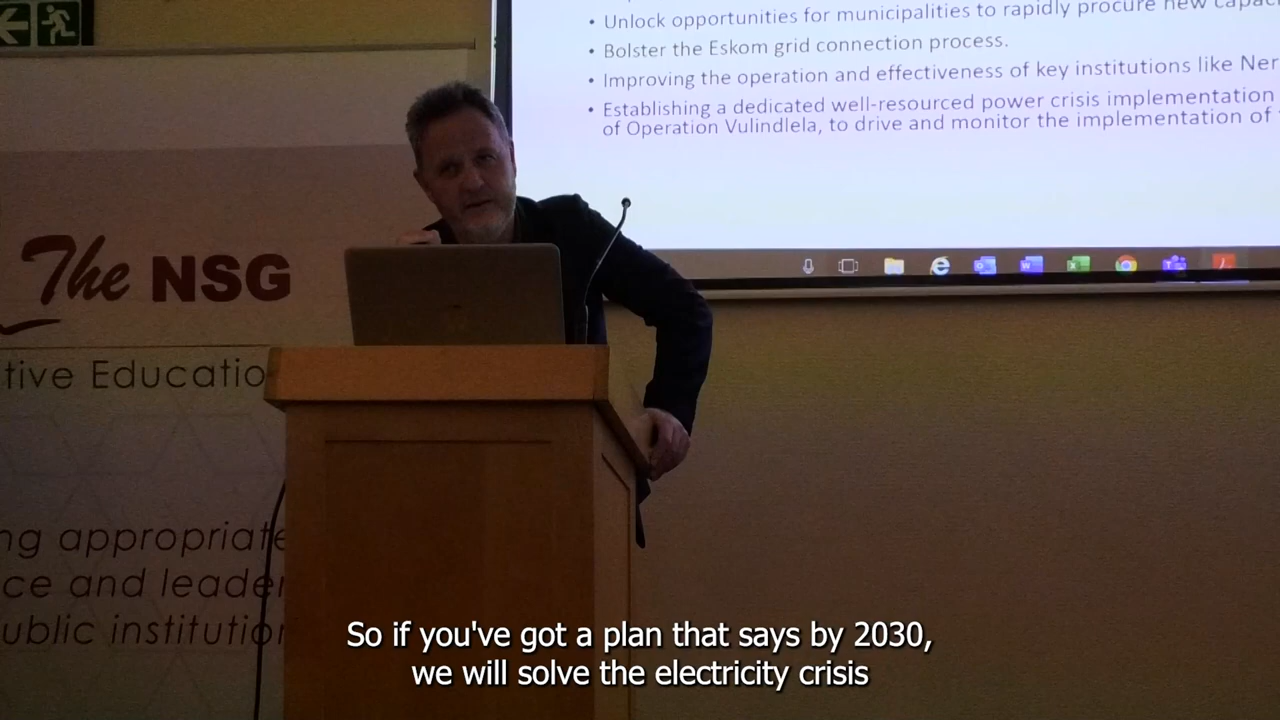 • Unlock opportunities for municipalities to rapidly procure new
• Bolster the Eskom grid connection process.
• Improving the operation and effectiveness of key institutions like Ner
• Establishing a dedicated well-resourced power crisis implementation
of Operation Vulindlela, to drive and monitor the implementation of
The NSG
tive Educatio
ng appropriate
ce and leader
ublic institution
So if you've got a plan that says by 2030,
we will solve the electricity crisis